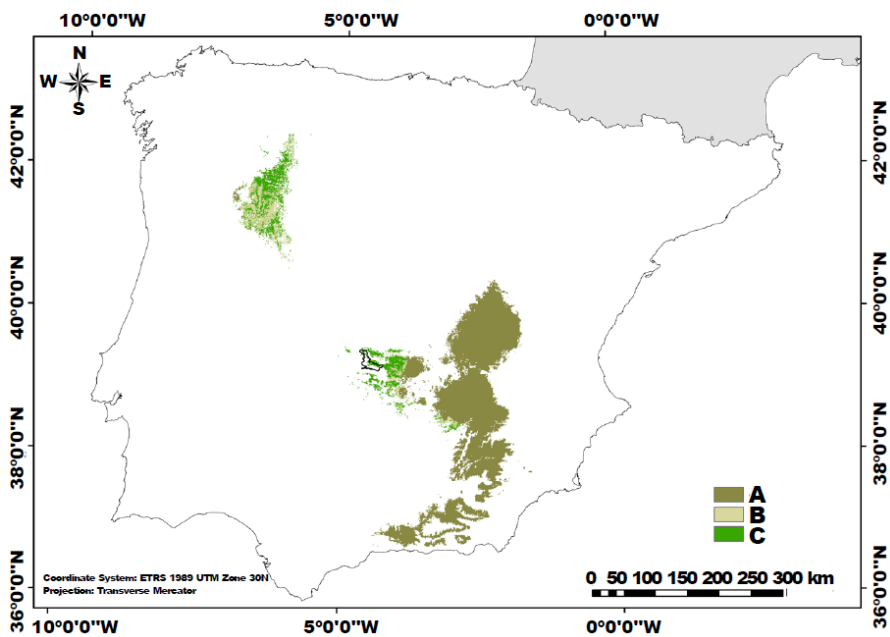 10°0'0"W 5°0'0"W 0°0'0"W
N
W E
S
42°0'0"N 42°0'0"N
40°0'0"N 40°0'0"N
38°0'0"N 38°0'0"N
A
B
C
Coordinate System: ETRS 1989 UTM Zone 30N
Projection: Transverse Mercator
0 50 100 150 200 250 300 km
36°0'0"N 36°0'0"N
10°0'0"W 5°0'0"W 0°0'0"W